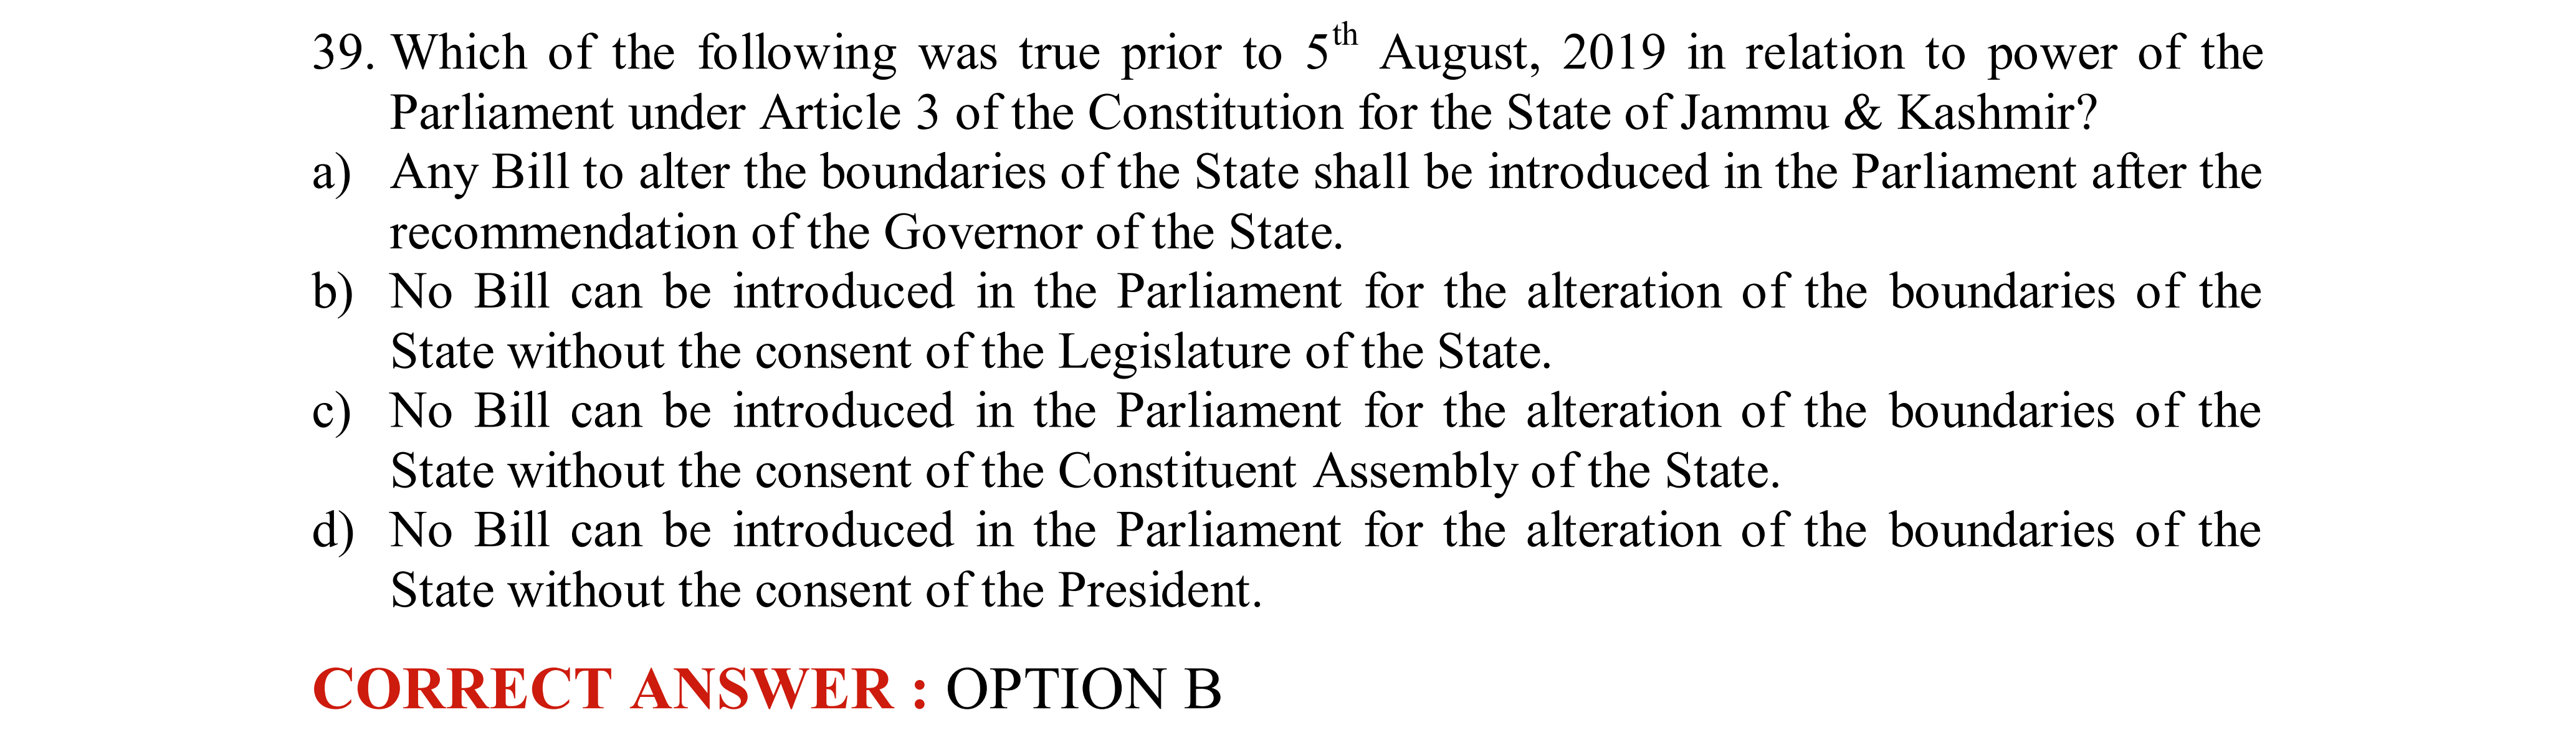 39. Which of the following was true prior to 5th August, 2019 in relation to power of the
Parliament under Article 3 of the Constitution for the State of Jammu & Kashmir?
a) Any Bill to alter the boundaries of the State shall be introduced in the Parliament after the
recommendation of the Governor of the State.
b) No Bill can be introduced in the Parliament for the alteration of the boundaries of the
State without the consent of the Legislature of the State.
c) No Bill can be introduced in the Parliament for the alteration of the boundaries of the
State without the consent of the Constituent Assembly of the State.
d) No Bill can be introduced in the Parliament for the alteration of the boundaries of the
State without the consent of the President.
CORRECT ANSWER : OPTION B